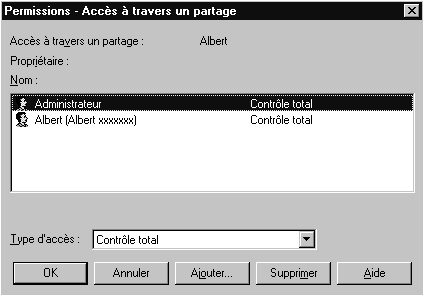 Permissions - Accès à travers un partage
Accès à travers un partage : Albert
Propriétaire :
Nom :
Administrateur Contrôle total
Albert (Albert xxxxxxx) Contrôle total
Type d'accès : Contrôle total
OK Annuler Ajouter... Supprimer Aide